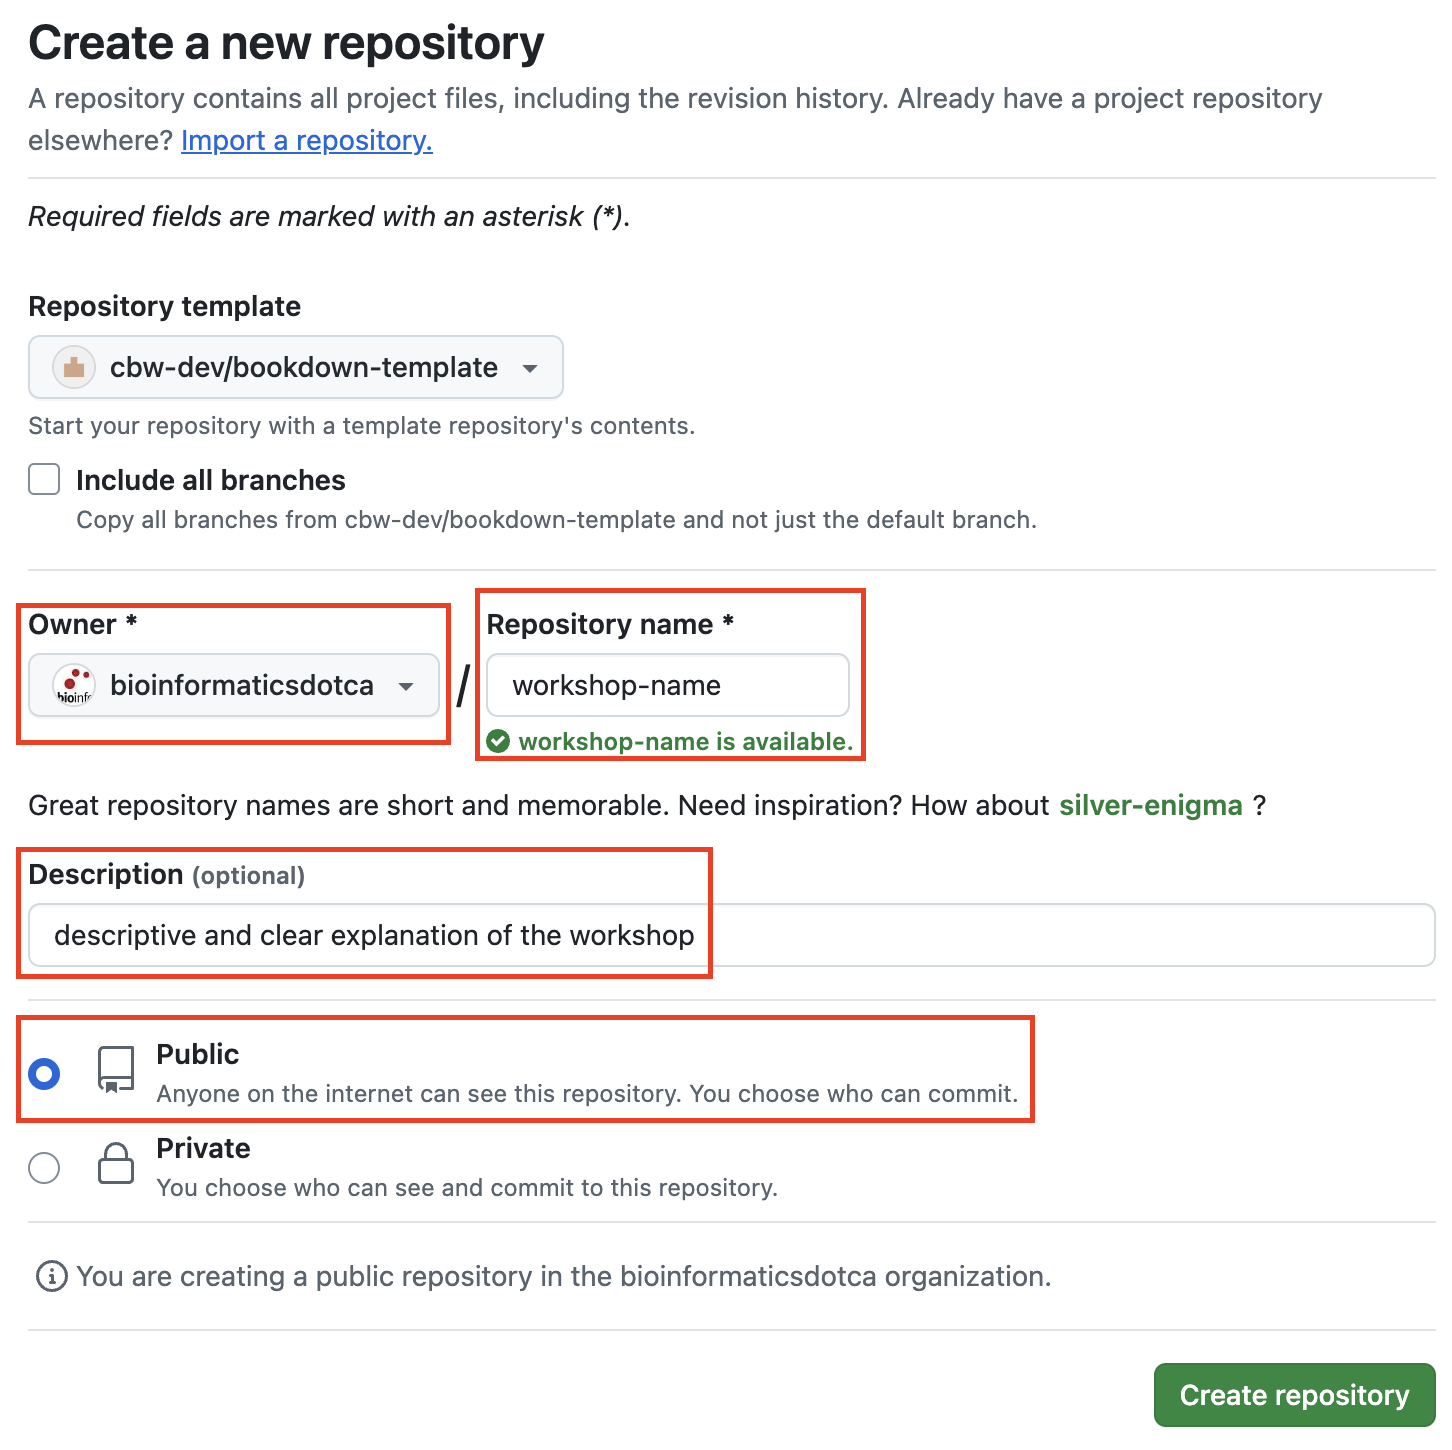 Create a new repository
A repository contains all project files, including the revision history. Already have a project repository
elsewhere? Import a repository.
Required fields are marked with an asterisk (*).
Repository template
cbw-dev/bookdown-template
Start your repository with a template repository's contents.
Include all branches
Copy all branches from cbw-dev/bookdown-template and not just the default branch.
Owner * Repository name *
bioinformaticsdotca / workshop-name
workshop-name is available.
Great repository names are short and memorable. Need inspiration? How about silver-enigma ?
Description (optional)
descriptive and clear explanation of the workshop
Public
Anyone on the internet can see this repository. You choose who can commit.
Private
You choose who can see and commit to this repository.
You are creating a public repository in the bioinformaticsdotca organization.
Create repository